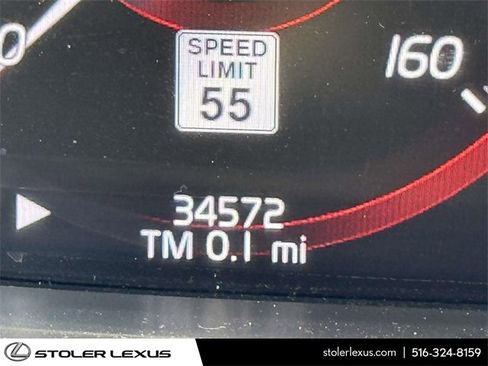 0
SPEED
LIMIT
55
160
34572
TM 0.1 mi
STOLER LEXUS
stolerlexus.com | 516-324-8159